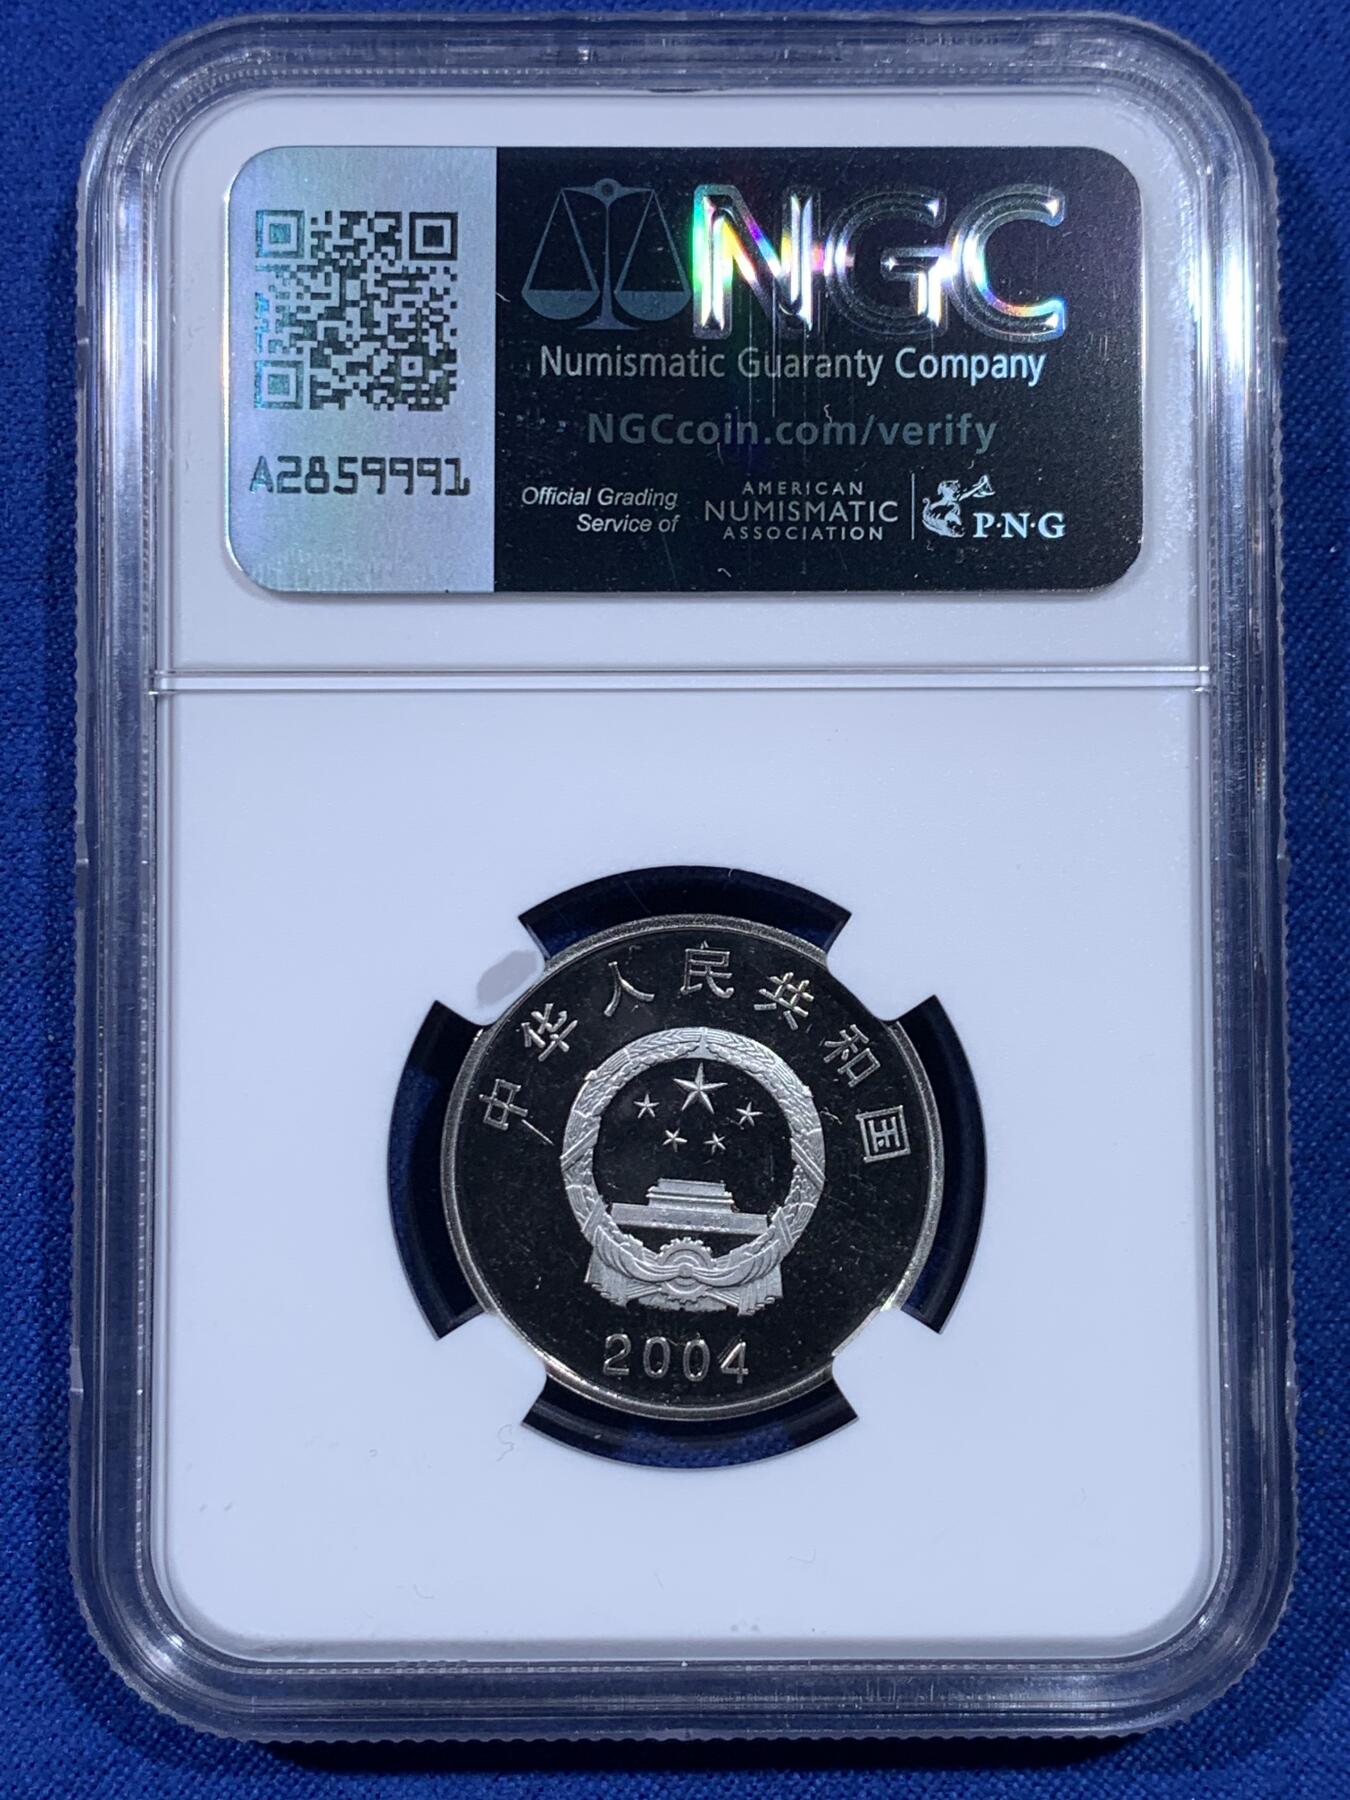 NGC
Numismatic Guaranty Company
NGCcoin.com/verify
A2859991
Official Grading
Service of
AMERICAN
NUMISMATIC
ASSOCIATION
P·N·G
中华人民共和国
2004